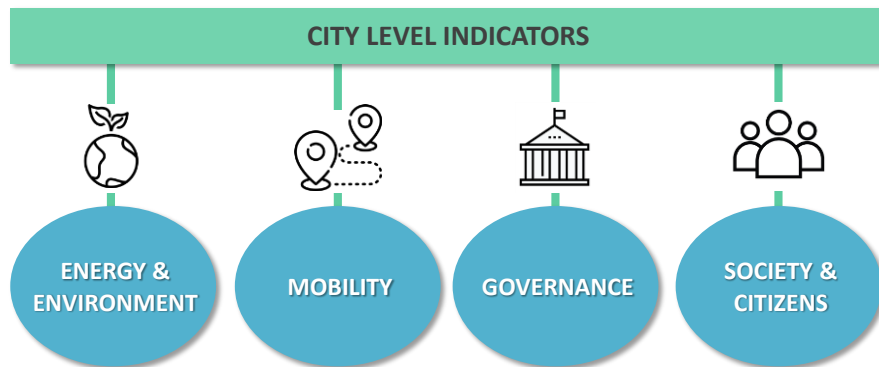 CITY LEVEL INDICATORS
ENERGY &
ENVIRONMENT
MOBILITY
GOVERNANCE
SOCIETY &
CITIZENS